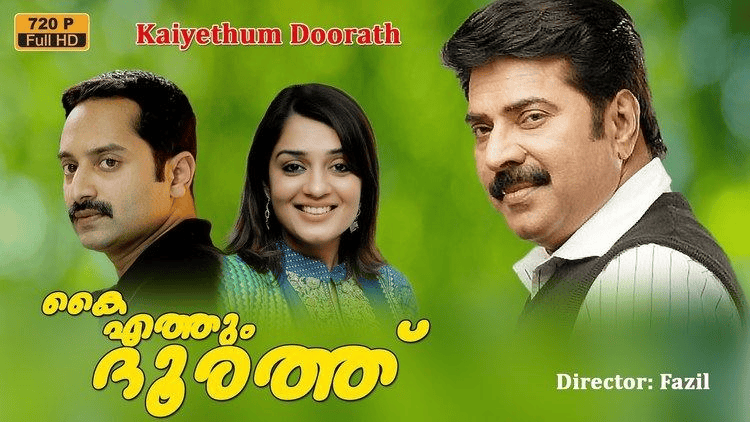 720 P
Full HD
Kaiyethum Doorath
കൈ
എത്തും
ദൂരത്ത്
Director: Fazil